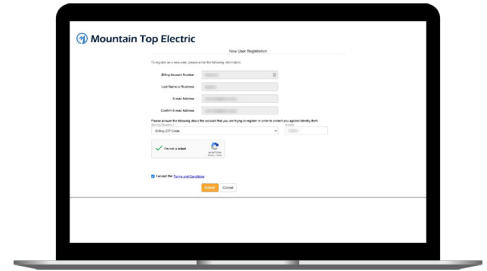 Mountain Top Electric
New User Registration
To register as a new user, please enter the following information.
Billing Account Number
Last Name or Business
E-mail Address
Confirm E-mail Address
Please answer the following about the account that you are trying to register in order to protect you against identity theft.
Billing ZIP Code
I'm not a robot
reCAPTCHA
I accept the Terms and Conditions
Submit Cancel